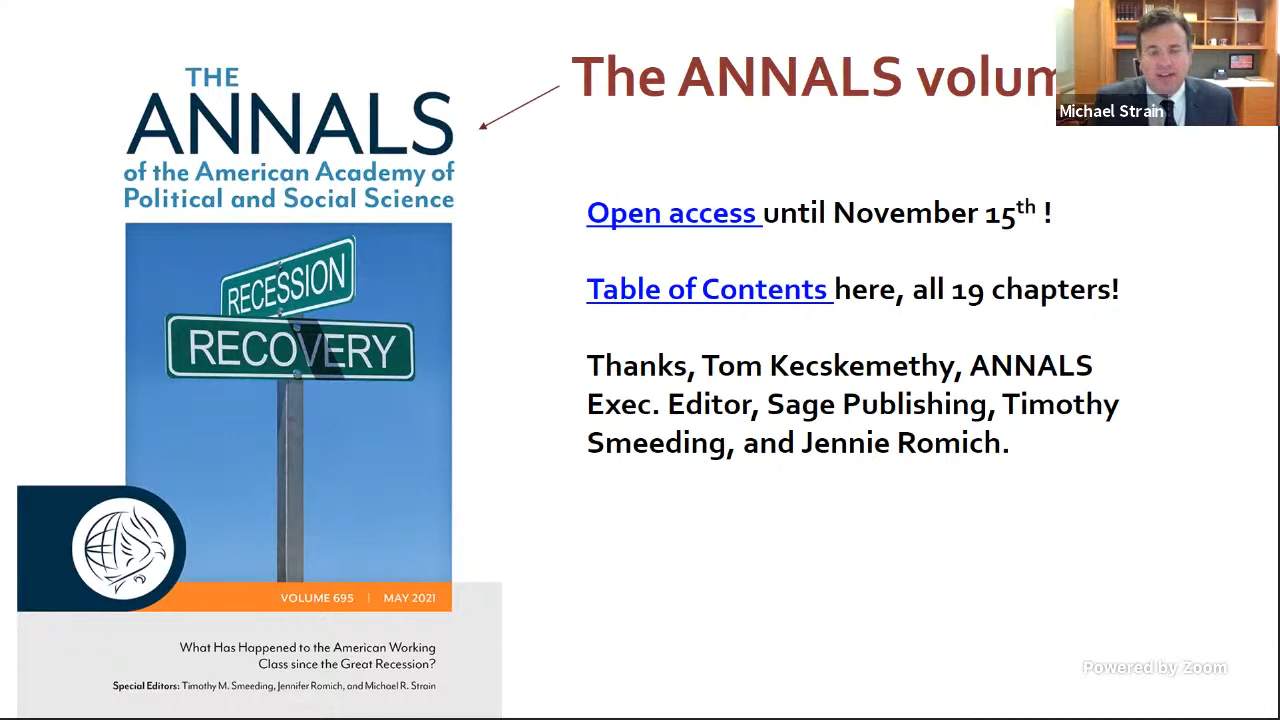 THE
ANNALS
of the American Academy of
Political and Social Science
RECESSION
RECOVERY
VOLUME 695 | MAY 2021
What Has Happened to the American Working
Class since the Great Recession?
Special Editors: Timothy M. Smeeding, Jennifer Romich, and Michael R. Strain
The ANNALS volum
Michael Strain
Open access until November 15th !
Table of Contents here, all 19 chapters!
Thanks, Tom Kecskemethy, ANNALS
Exec. Editor, Sage Publishing, Timothy
Smeeding, and Jennie Romich.
Powered by Zoom